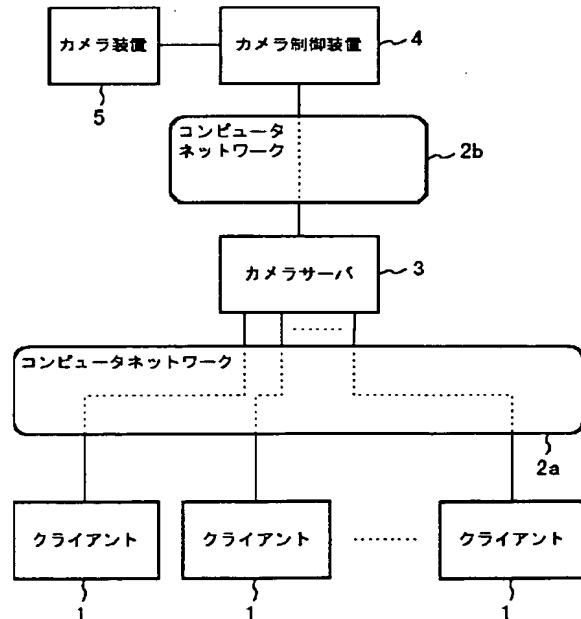 カメラ装置
カメラ制御装置
4
5
コンピュータ
ネットワーク
2b
カメラサーバ
3
コンピュータネットワーク
2a
クライアント
クライアント
クライアント
1
1
1